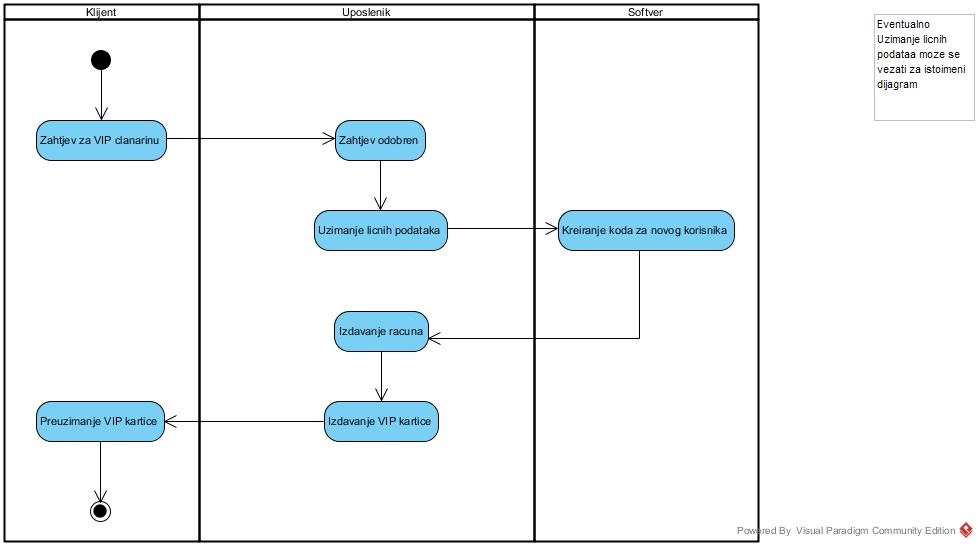 Klijent
Uposlenik
Softver
Eventualno
Uzimanje licnih
podataa moze se
vezati za istoimeni
dijagram
Zahtjev za VIP clanarinu
Zahtjev odobren
Uzimanje licnih podataka
Kreiranje koda za novog korisnika
Izdavanje racuna
Preuzimanje VIP kartice
Izdavanje VIP kartice
Powered By Visual Paradigm Community Edition